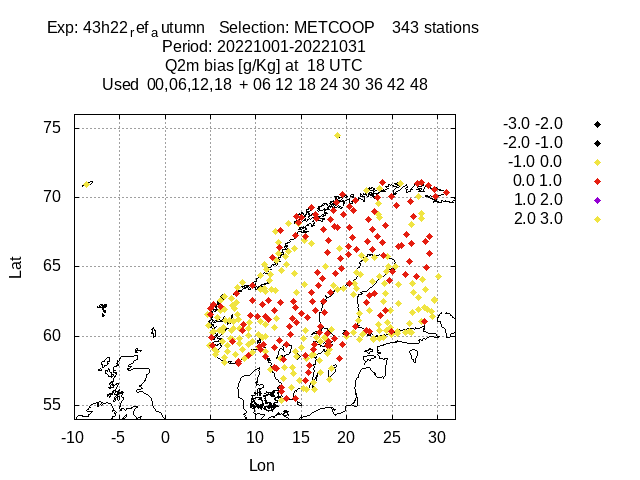 Exp: 43h22ref_autumn   Selection: METCOOP    343 stations
Period: 20221001-20221031
Q2m bias [g/Kg] at  18 UTC
Used  00,06,12,18  + 06 12 18 24 30 36 42 48
75
70
65
60
55
Lat
-10 -5 0 5 10 15 20 25 30
Lon
-3.0 -2.0
-2.0 -1.0
-1.0 0.0
0.0 1.0
1.0 2.0
2.0 3.0